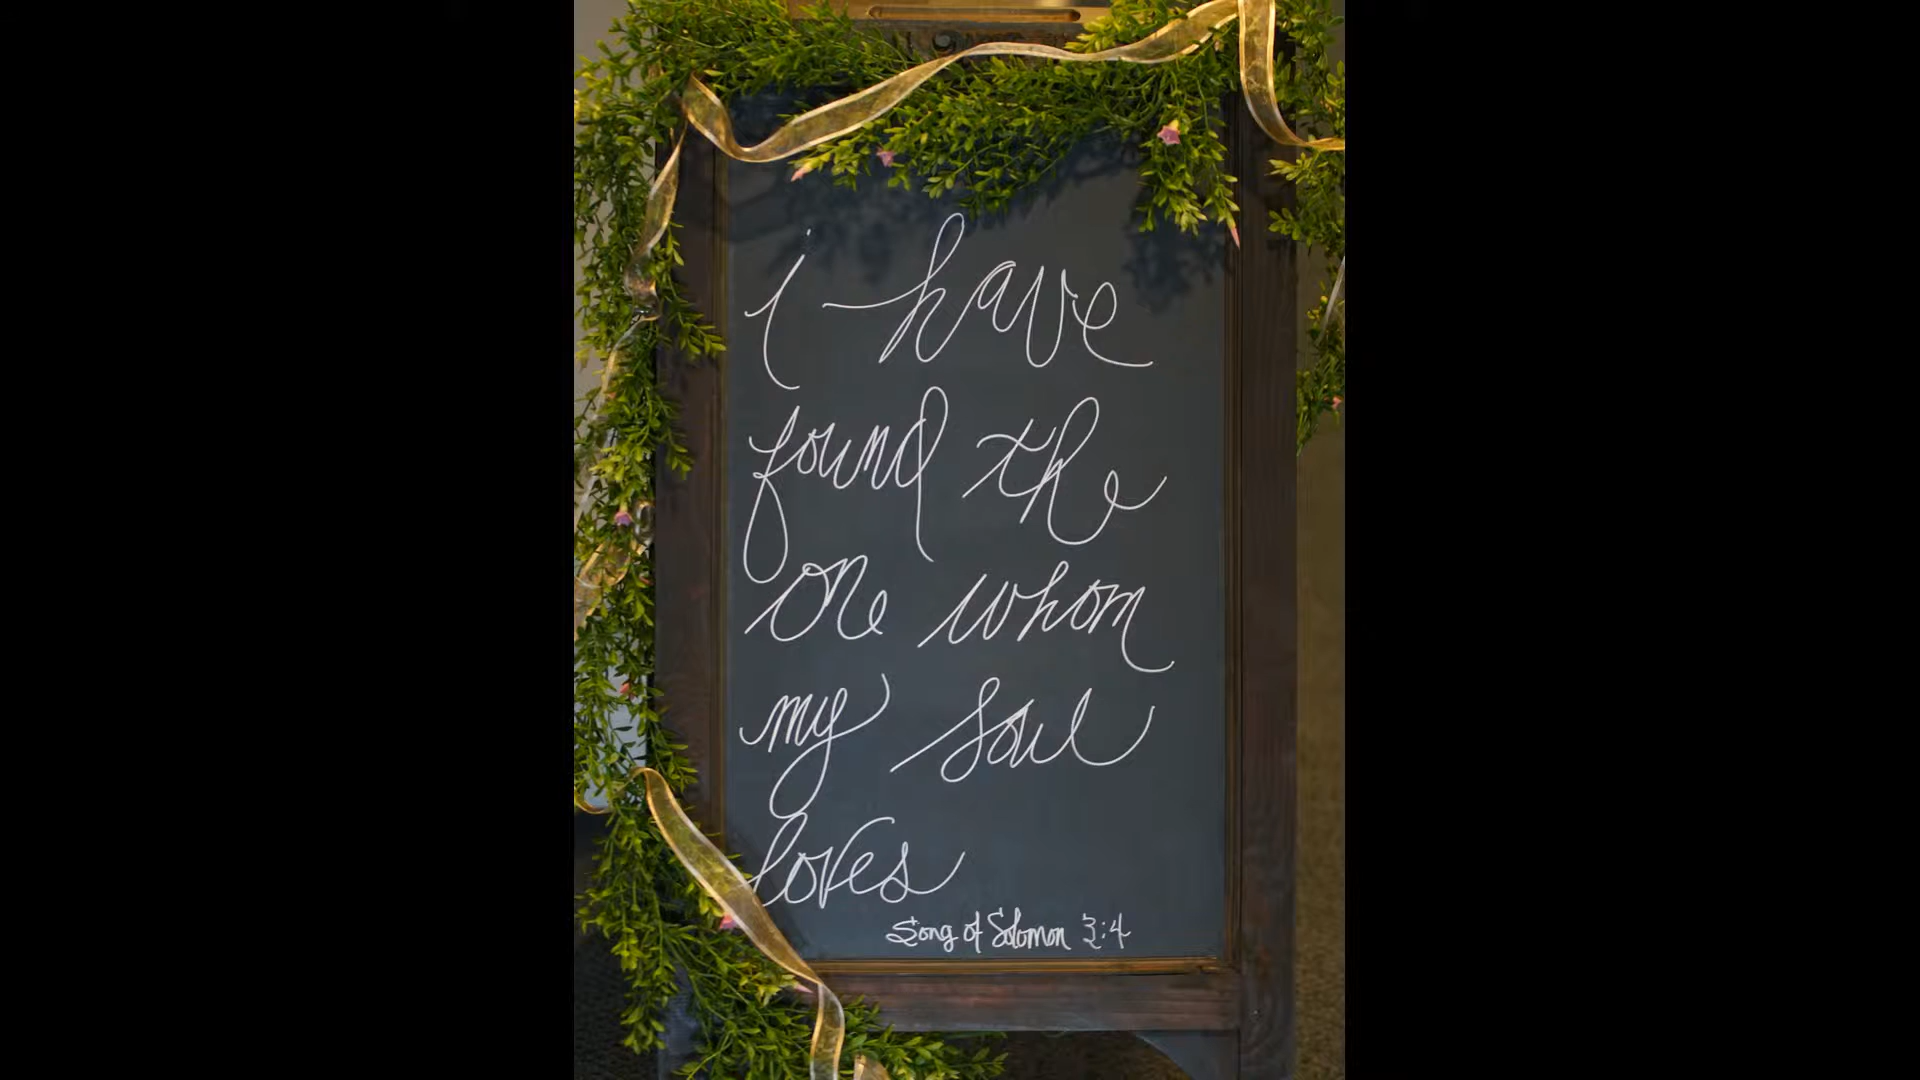 i have
found the
one whom
my soul
loves
Song of Solomon 3:4